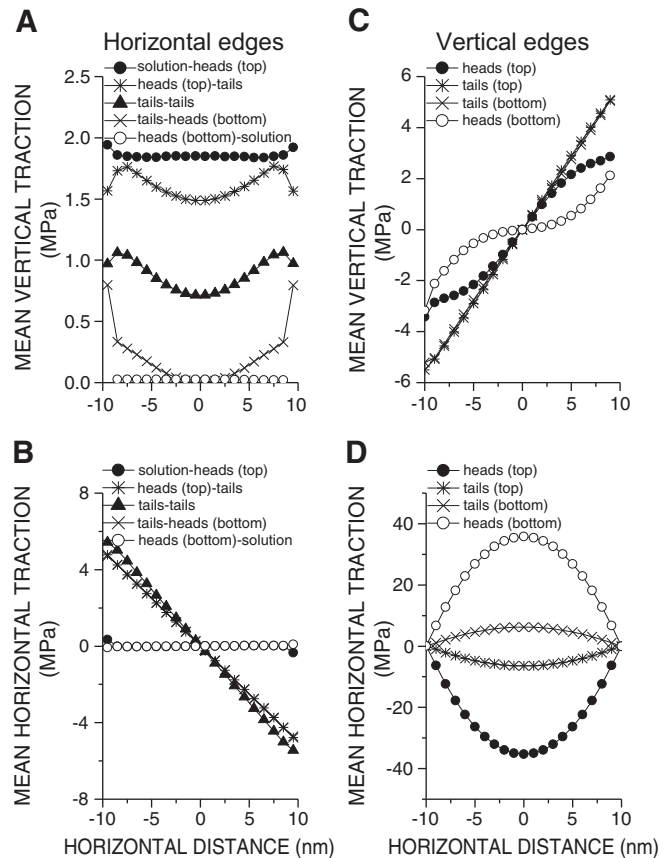 A
Horizontal edges
solution-heads (top)
heads (top)-tails
tails-tails
tails-heads (bottom)
heads (bottom)-solution
2.5
2.0
1.5
1.0
0.5
0.0
-10 -5 0 5 10
MEAN VERTICAL TRACTION
(MPa)
C
Vertical edges
heads (top)
tails (top)
tails (bottom)
heads (bottom)
6
4
2
0
-2
-4
-6
-10 -5 0 5 10
MEAN VERTICAL TRACTION
(MPa)
B
solution-heads (top)
heads (top)-tails
tails-tails
tails-heads (bottom)
heads (bottom)-solution
8
4
0
-4
-8
-10 -5 0 5 10
MEAN HORIZONTAL TRACTION
(MPa)
HORIZONTAL DISTANCE (nm)
D
heads (top)
tails (top)
tails (bottom)
heads (bottom)
40
20
0
-20
-40
-10 -5 0 5 10
MEAN HORIZONTAL TRACTION
(MPa)
HORIZONTAL DISTANCE (nm)